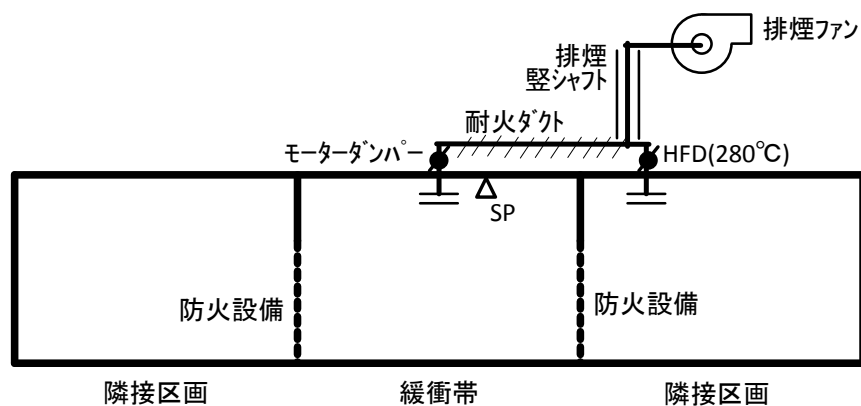 排煙ファン
排煙
竪シャフト
耐火ダクト
モーターダンパー
HFD(280℃)
SP
防火設備
防火設備
隣接区画
緩衝帯
隣接区画